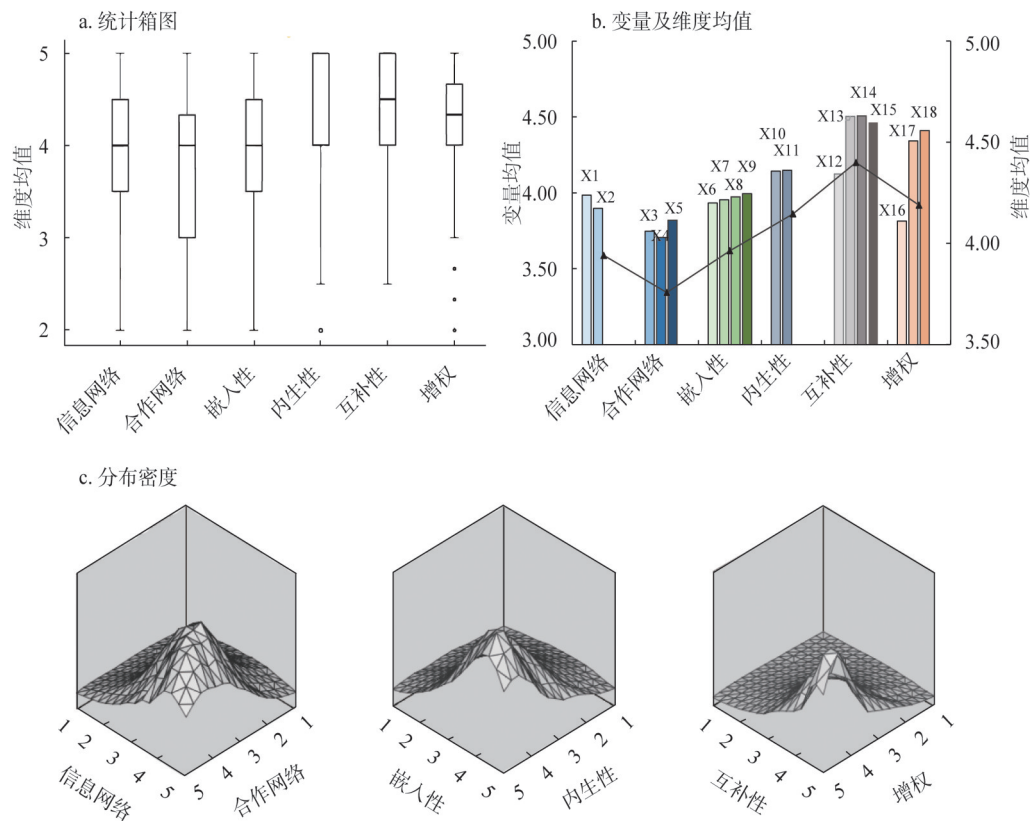 a. 统计箱图
5
4
3
2
维度均值
信息网络
合作网络
嵌入性
内生性
互补性
增权
b. 变量及维度均值
5.00
4.50
4.00
3.50
3.00
变量均值
X1
X2
X3
X4
X5
X6
X7
X8
X9
X10
X11
X12
X13
X14
X15
X16
X17
X18
5.00
4.50
4.00
3.50
维度均值
信息网络
合作网络
嵌入性
内生性
互补性
增权
c. 分布密度
1 2 3 4 5
信息网络
5 4 3 2 1
合作网络
1 2 3 4 5
嵌入性
5 4 3 2 1
内生性
1 2 3 4 5
互补性
5 4 3 2 1
增权